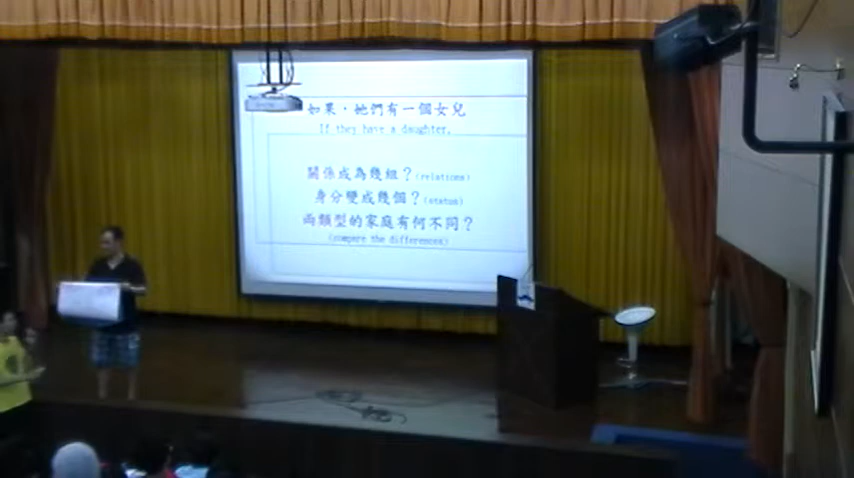 如果，她們有一個女兒
If they have a daughter,
關係成為幾組？(relations)
身分變成幾個？(status)
兩類型的家庭有何不同？
(compare the differences)